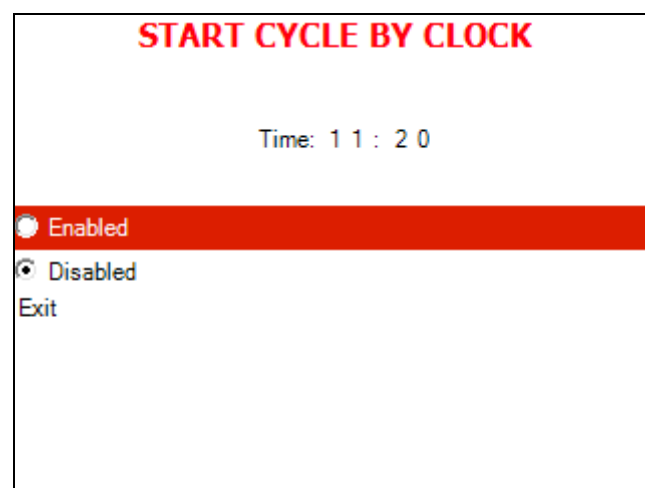 START CYCLE BY CLOCK
Time: 1 1 : 2 0
Enabled
Disabled
Exit